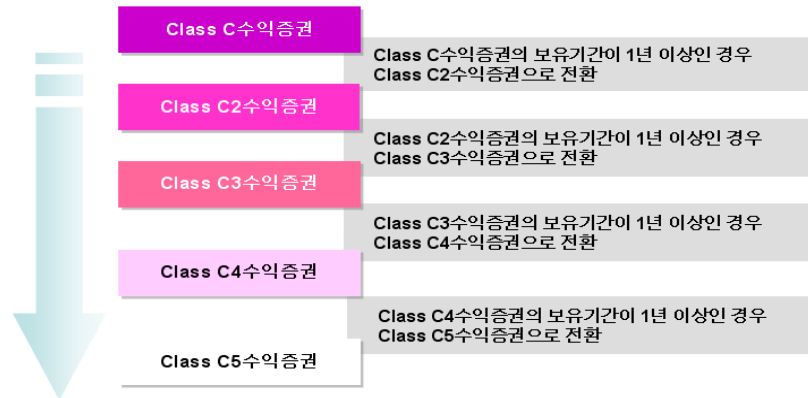 Class C수익증권
Class C수익증권의 보유기간이 1년 이상인 경우
Class C2수익증권으로 전환
Class C2수익증권
Class C2수익증권의 보유기간이 1년 이상인 경우
Class C3수익증권으로 전환
Class C3수익증권
Class C3수익증권의 보유기간이 1년 이상인 경우
Class C4수익증권으로 전환
Class C4수익증권
Class C4수익증권의 보유기간이 1년 이상인 경우
Class C5수익증권으로 전환
Class C5수익증권